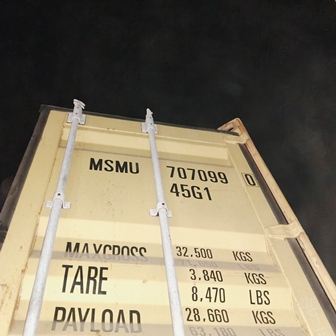 MSMU 707099 0
45G1
MAXGROSS 32.500 KGS
TARE 3,840 KGS
8,470 LBS
PAYLOAD 28.660 KGS